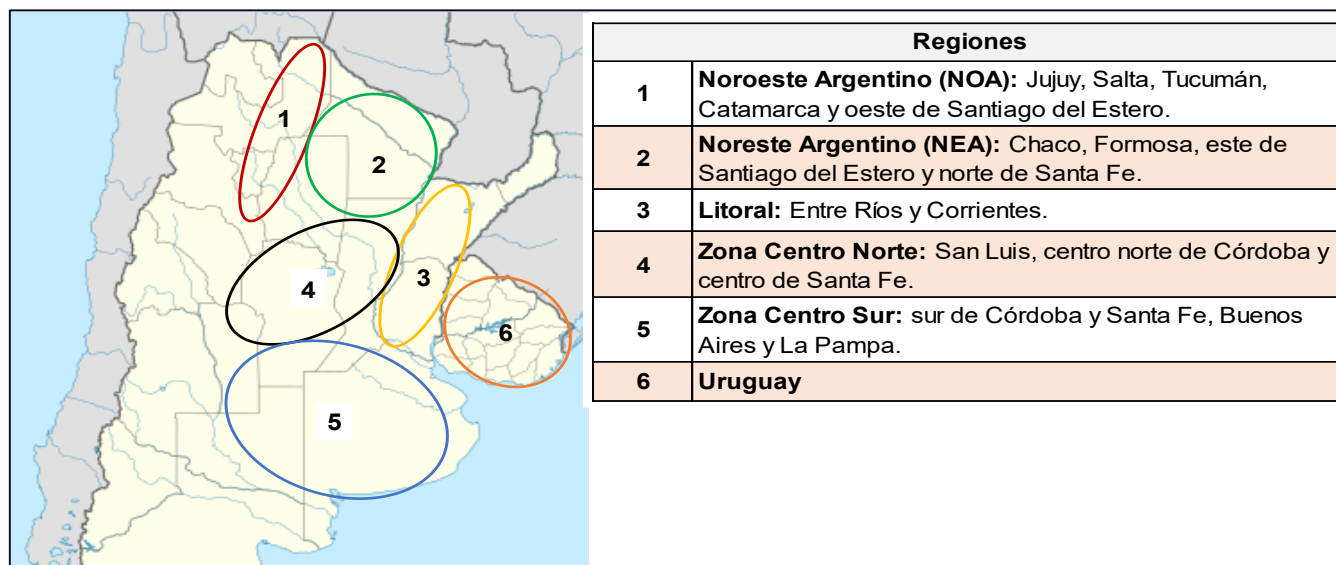 1
2
3
4
5
6
Regiones
1
Noroeste Argentino (NOA): Jujuy, Salta, Tucumán,
Catamarca y oeste de Santiago del Estero.
2
Noreste Argentino (NEA): Chaco, Formosa, este de
Santiago del Estero y norte de Santa Fe.
3
Litoral: Entre Ríos y Corrientes.
4
Zona Centro Norte: San Luis, centro norte de Córdoba y
centro de Santa Fe.
5
Zona Centro Sur: sur de Córdoba y Santa Fe, Buenos
Aires y La Pampa.
6
Uruguay